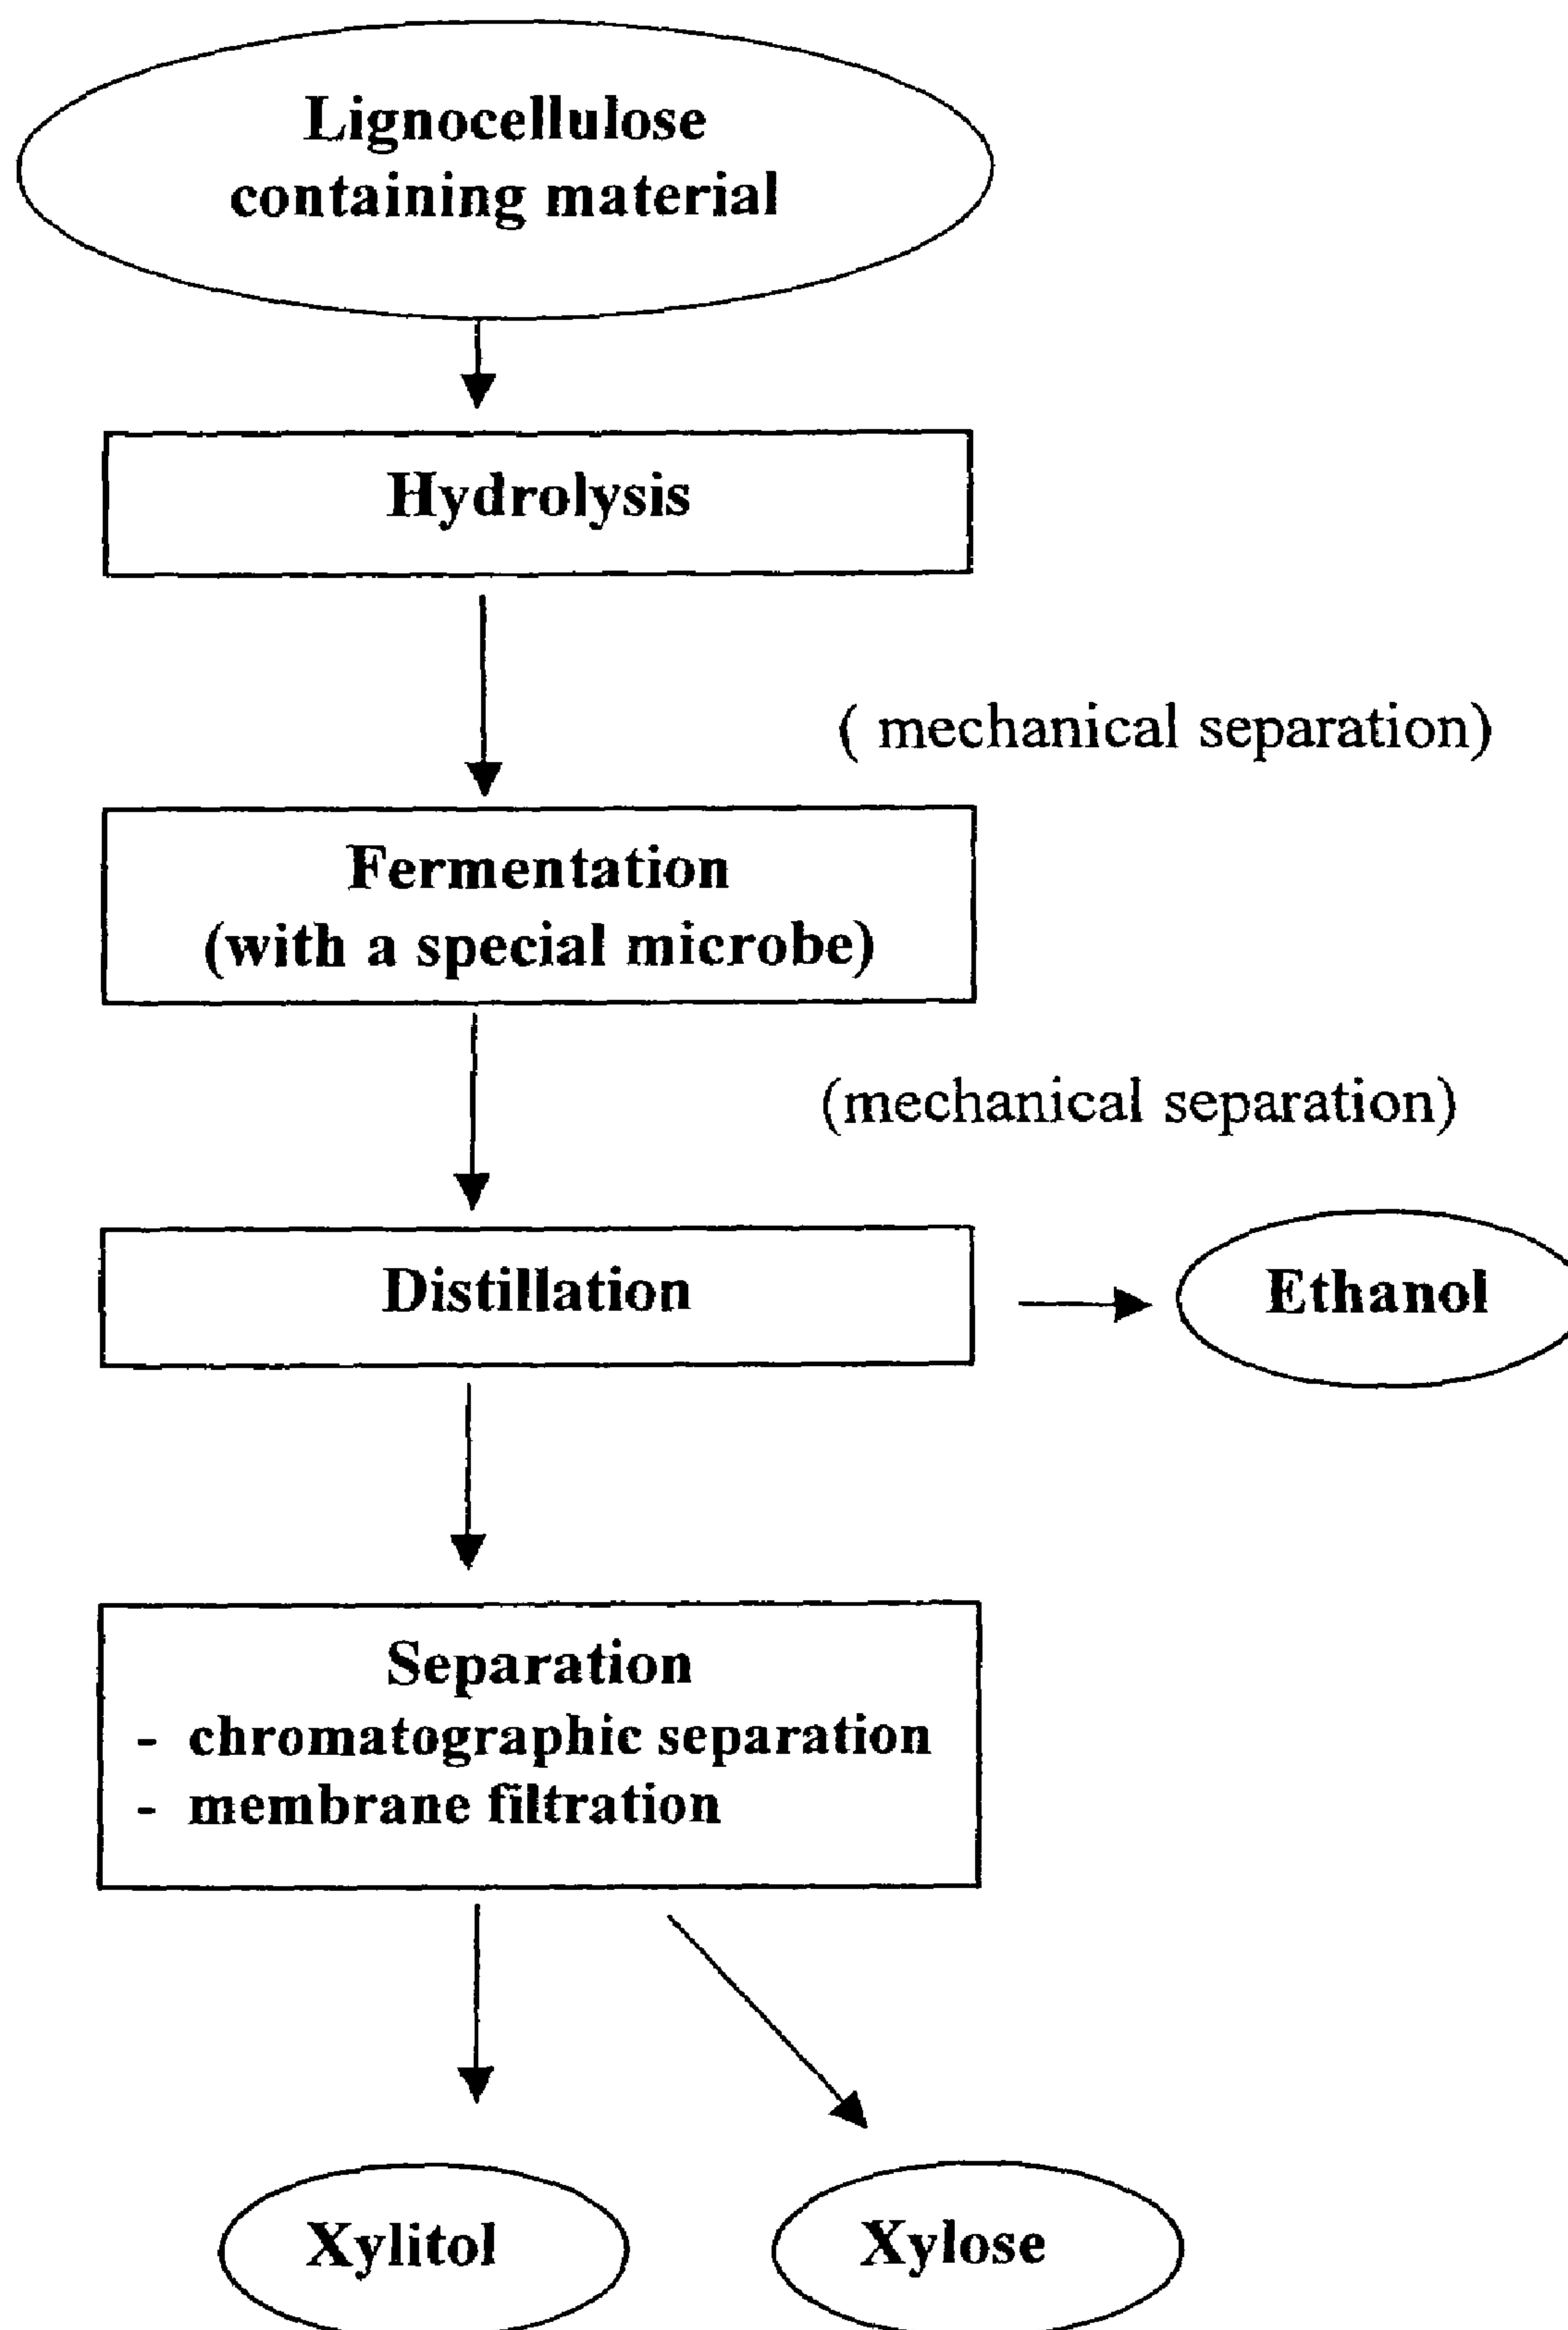 Lignocellulose
containing material
Hydrolysis
( mechanical separation)
Fermentation
(with a special microbe)
(mechanical separation)
Distillation
Ethanol
Separation
- chromatographic separation
- membrane filtration
Xylitol
Xylose